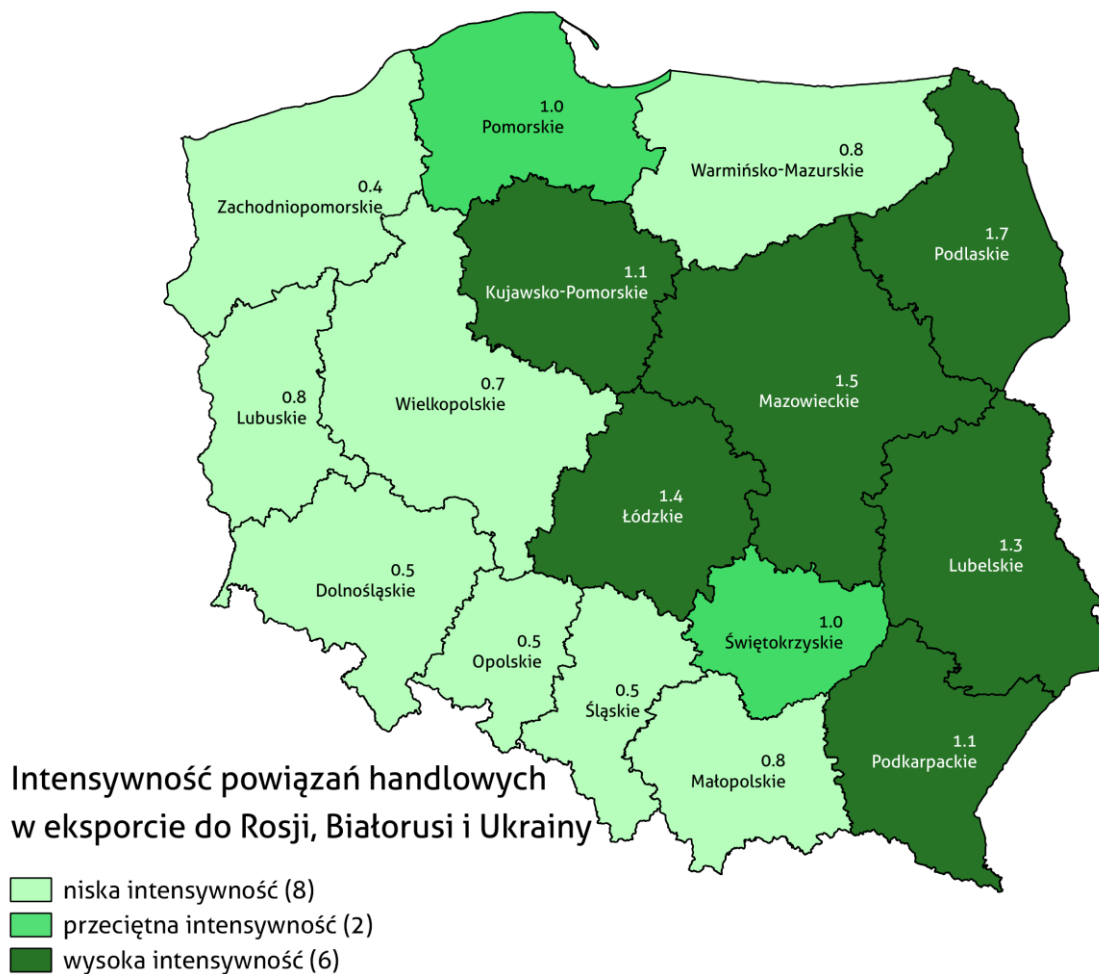 1.0
Pomorskie
0.8
Warmińsko-Mazurskie
0.4
Zachodniopomorskie
1.7
Podlaskie
1.1
Kujawsko-Pomorskie
0.8
Lubuskie
0.7
Wielkopolskie
1.5
Mazowieckie
1.4
Łódzkie
1.3
Lubelskie
0.5
Dolnośląskie
0.5
Opolskie
1.0
Świętokrzyskie
0.5
Śląskie
0.8
Małopolskie
1.1
Podkarpackie
Intensywność powiązań handlowych
w eksporcie do Rosji, Białorusi i Ukrainy
niska intensywność (8)
przeciętna intensywność (2)
wysoka intensywność (6)